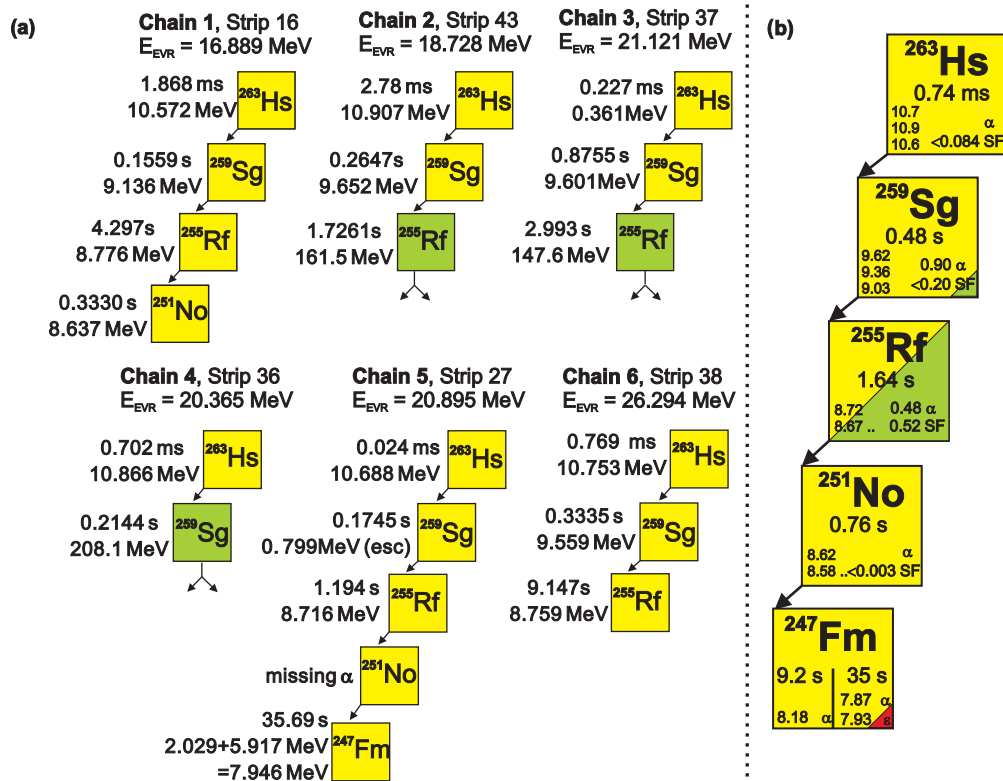 (a)
Chain 1, Strip 16
E_EVR = 16.889 MeV
1.868 ms
10.572 MeV
263Hs
0.1559 s
9.136 MeV
259Sg
4.297s
8.776 MeV
255Rf
0.3330 s
8.637 MeV
251No
Chain 2, Strip 43
E_EVR = 18.728 MeV
2.78 ms
10.907 MeV
263Hs
0.2647s
9.652 MeV
259Sg
1.7261s
161.5 MeV
255Rf
Chain 3, Strip 37
E_EVR = 21.121 MeV
0.227 ms
0.361MeV
263Hs
0.8755 s
9.601MeV
259Sg
2.993s
147.6 MeV
255Rf
Chain 4, Strip 36
E_EVR = 20.365 MeV
0.702 ms
10.866 MeV
263Hs
0.2144 s
208.1 MeV
259Sg
Chain 5, Strip 27
E_EVR = 20.895 MeV
0.024 ms
10.688 MeV
263Hs
0.1745 s
0.799MeV (esc)
259Sg
1.194 s
8.716 MeV
255Rf
missing α
251No
35.69 s
2.029+5.917 MeV
=7.946 MeV
247Fm
Chain 6, Strip 38
E_EVR = 26.294 MeV
0.769 ms
10.753 MeV
263Hs
0.3335 s
9.559 MeV
259Sg
9.147s
8.759 MeV
255Rf
(b)
263Hs
0.74 ms
10.7
10.9 α
10.6 <0.084 SF
259Sg
0.48 s
9.62
9.36 0.90 α
9.03 <0.20 SF
255Rf
1.64 s
8.72 0.48 α
8.67 .. 0.52 SF
251No
0.76 s
8.62 α
8.58 ..<0.003 SF
247Fm
9.2 s 35 s
7.87 α
8.18 α 7.93 ε